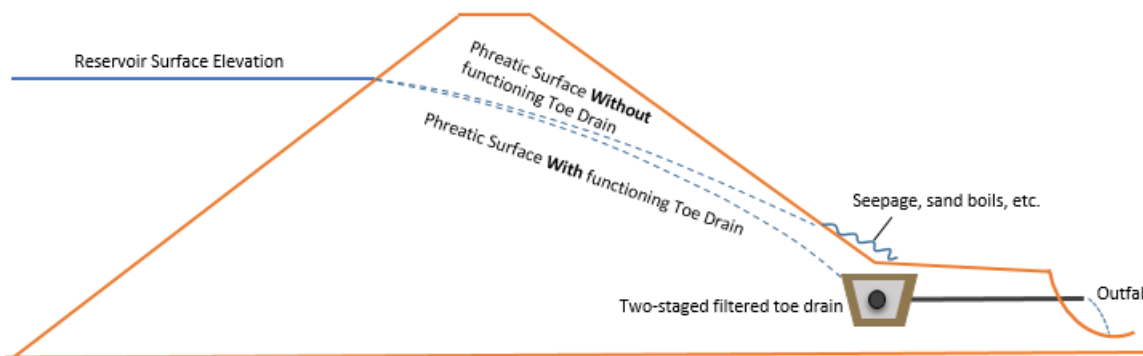 Reservoir Surface Elevation
Phreatic Surface Without
functioning Toe Drain
Phreatic Surface With functioning Toe Drain
Seepage, sand boils, etc.
Two-staged filtered toe drain
Outfal